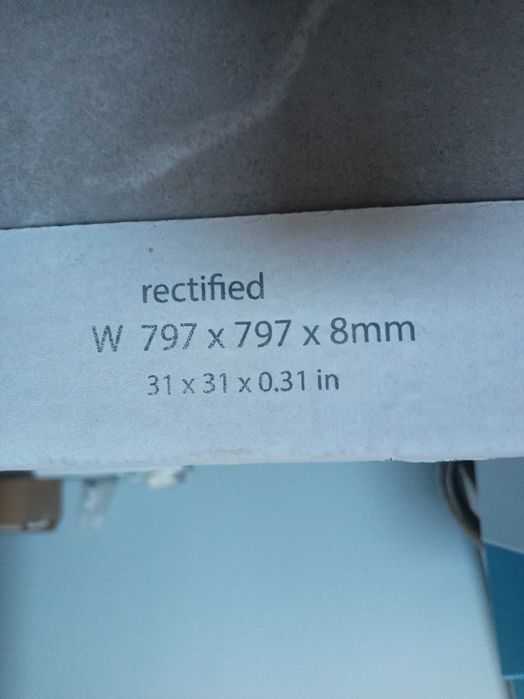 rectified
W 797 x 797 x 8mm
31 x 31 x 0.31 in